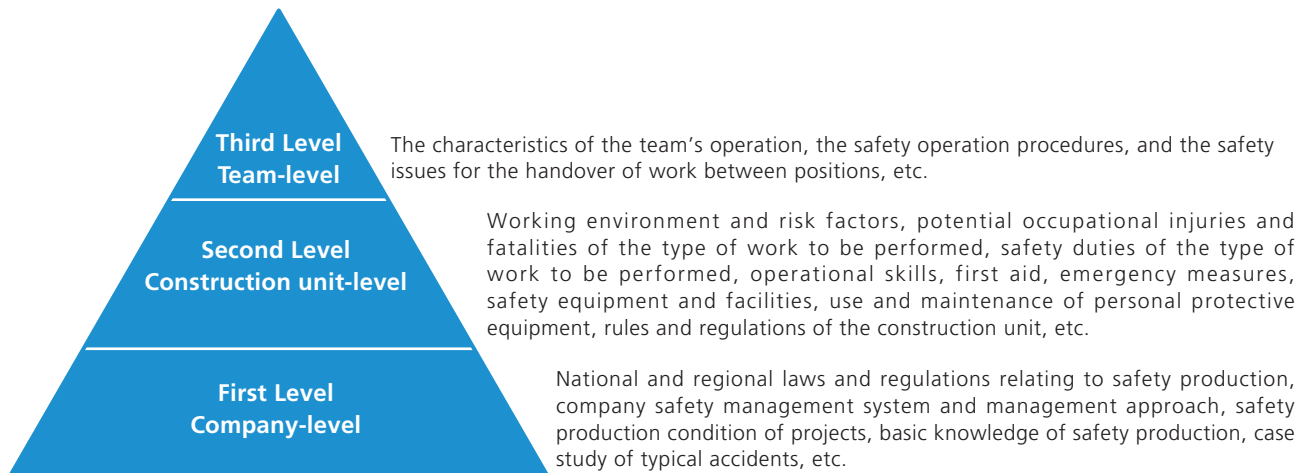 Third Level
Team-level
The characteristics of the team's operation, the safety operation procedures, and the safety
issues for the handover of work between positions, etc.
Second Level
Construction unit-level
Working environment and risk factors, potential occupational injuries and
fatalities of the type of work to be performed, safety duties of the type of
work to be performed, operational skills, first aid, emergency measures,
safety equipment and facilities, use and maintenance of personal protective
equipment, rules and regulations of the construction unit, etc.
First Level
Company-level
National and regional laws and regulations relating to safety production,
company safety management system and management approach, safety
production condition of projects, basic knowledge of safety production, case
study of typical accidents, etc.